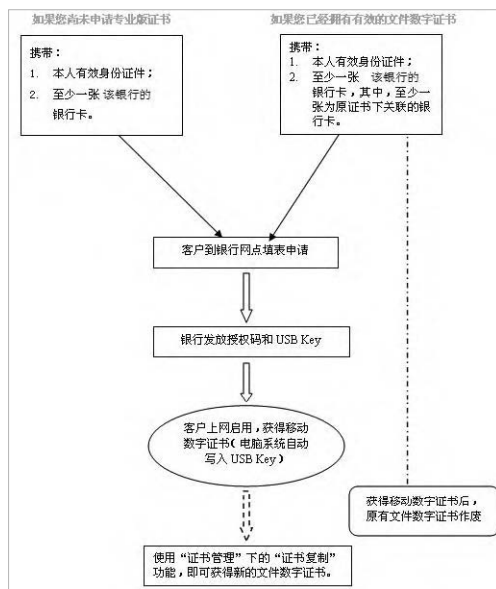 如果您尚未申请专业版证书
携带：
1. 本人有效身份证件；
2. 至少一张 该银行的
银行卡。
如果您已经拥有有效的文件数字证书
携带：
1. 本人有效身份证件；
2. 至少一张 该银行的
银行卡，其中，至少一
张为原证书下关联的银
行卡。
客户到银行网点填表申请
银行发放授权码和 USB Key
客户上网启用，获得移动
数字证书（电脑系统自动
写入 USB Key）
获得移动数字证书后，
原有文件数字证书作废
使用“证书管理”下的“证书复制”
功能，即可获得新的文件数字证书。